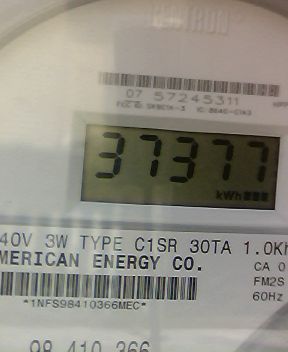 07 57245311
37377
kWh
40V 3W TYPE C1SR 30TA 1.0Kh
MERICAN ENERGY CO.
CA 0
FM2S
60Hz
*1NFS98410366MEC*
98 410 366